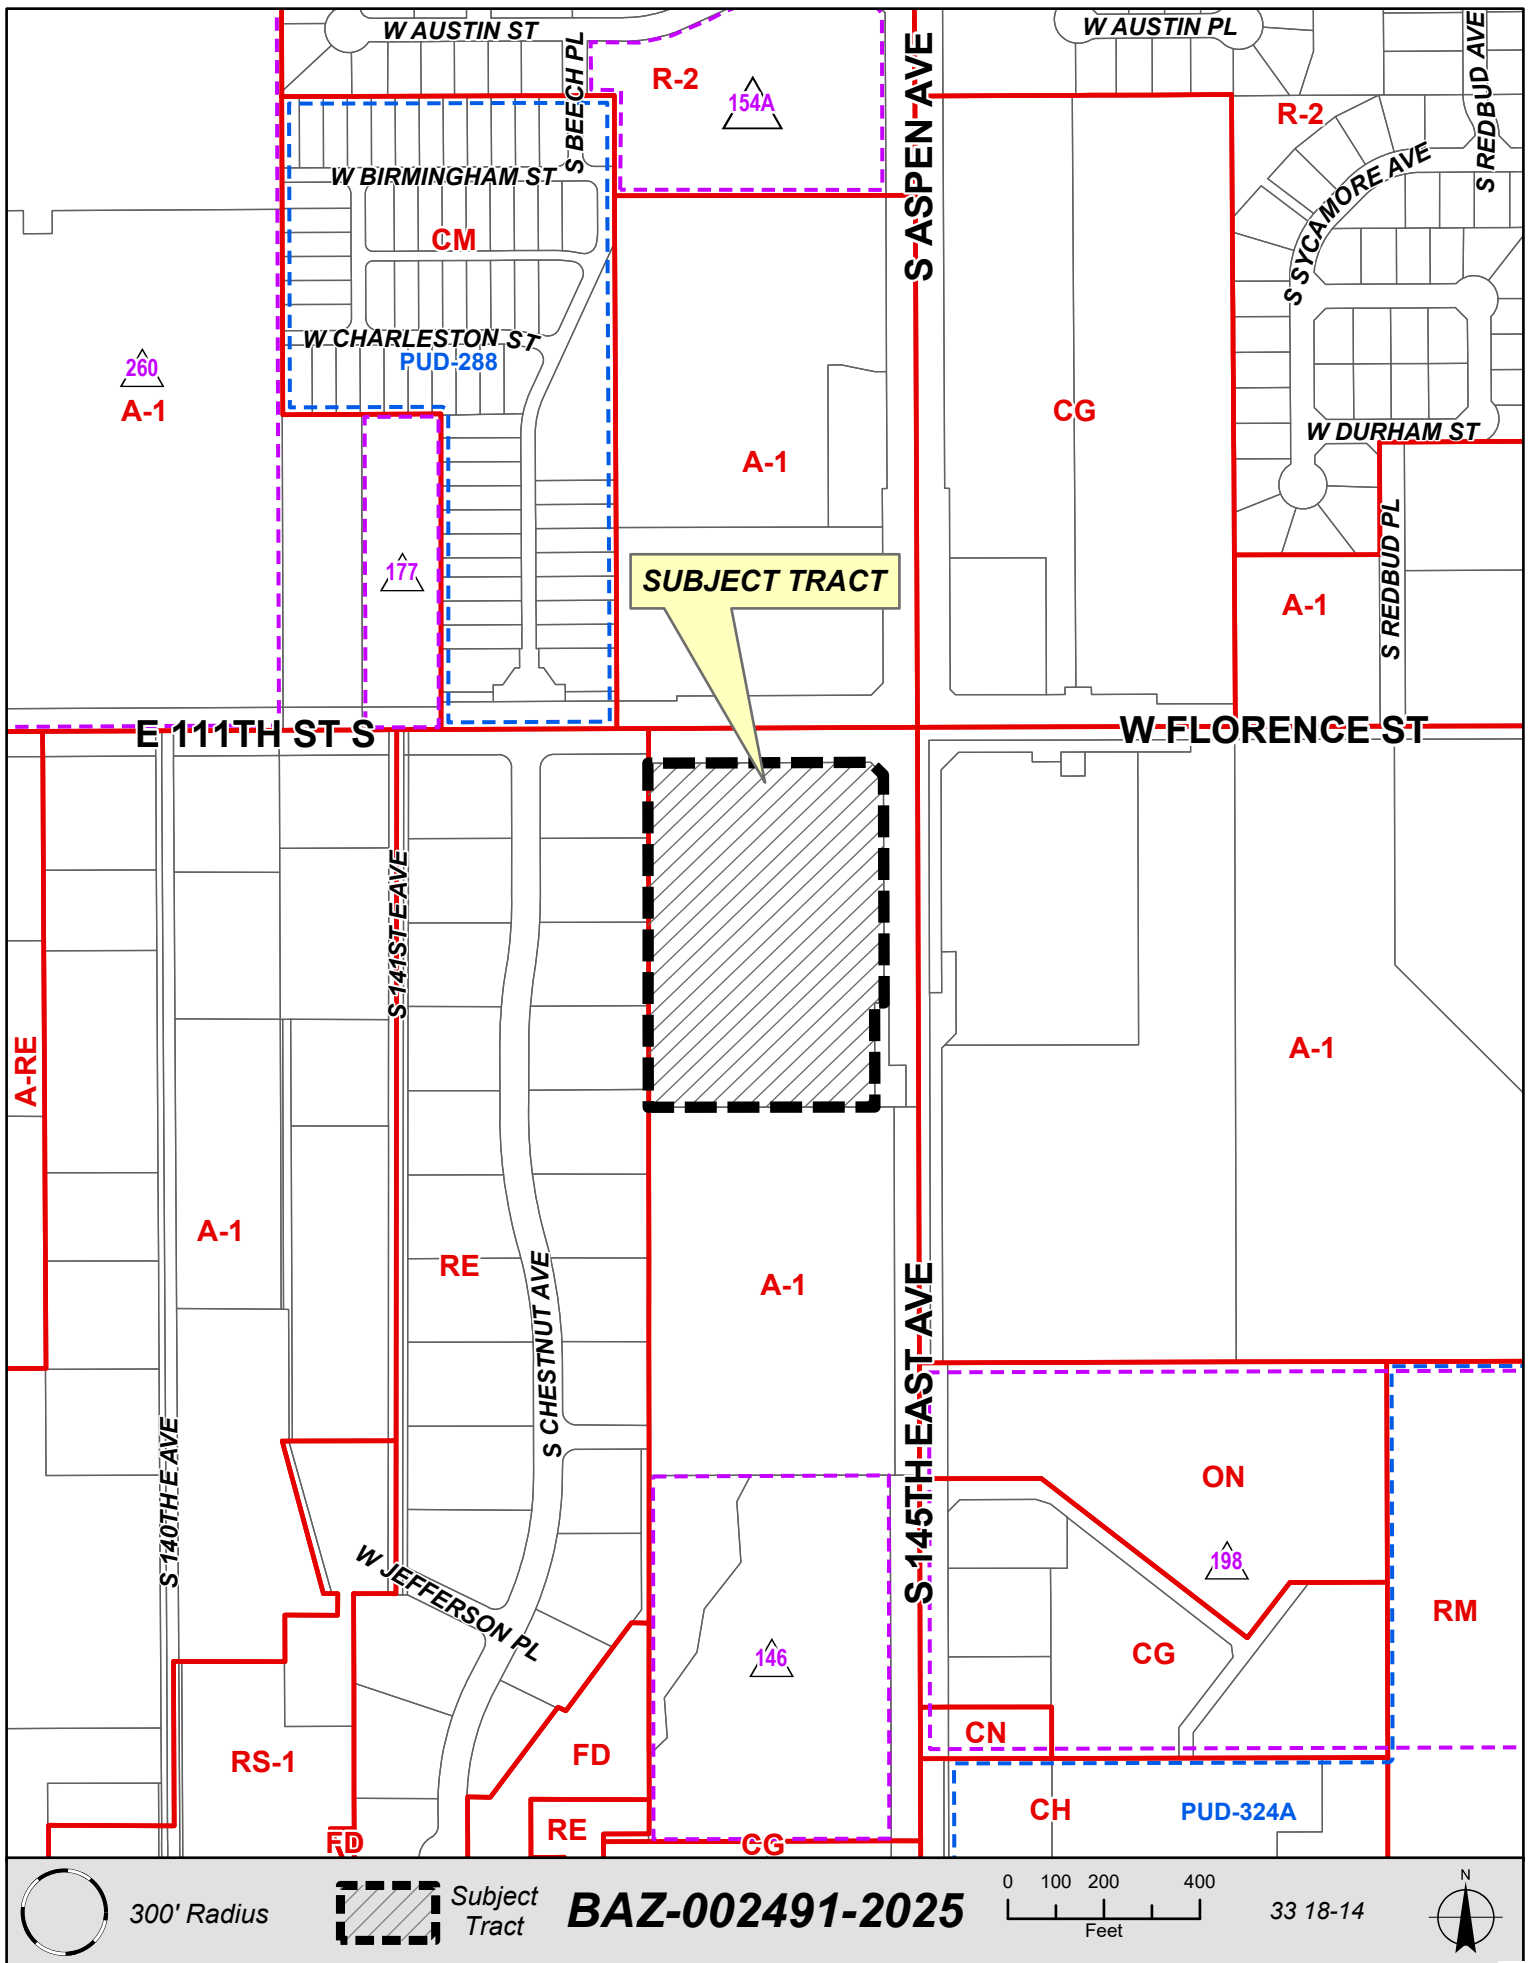 W AUSTIN ST
W AUSTIN PL
S BEECH PL
R-2
154A
S ASPEN AVE
R-2
S REDBUD AVE
S SYCAMORE AVE
W BIRMINGHAM ST
CM
W CHARLESTON ST
PUD-288
260
A-1
CG
W DURHAM ST
A-1
177
SUBJECT TRACT
S REDBUD PL
A-1
E 111TH ST S
W FLORENCE ST
S 141ST E AVE
A-RE
A-1
A-1
RE
S CHESTNUT AVE
A-1
S 145TH EAST AVE
S 140TH E AVE
ON
198
W JEFFERSON PL
RM
146
CG
CN
RS-1
FD
CH
PUD-324A
FD
RE
CG
300' Radius
Subject
Tract
BAZ-002491-2025
0 100 200 400
Feet
33 18-14
N